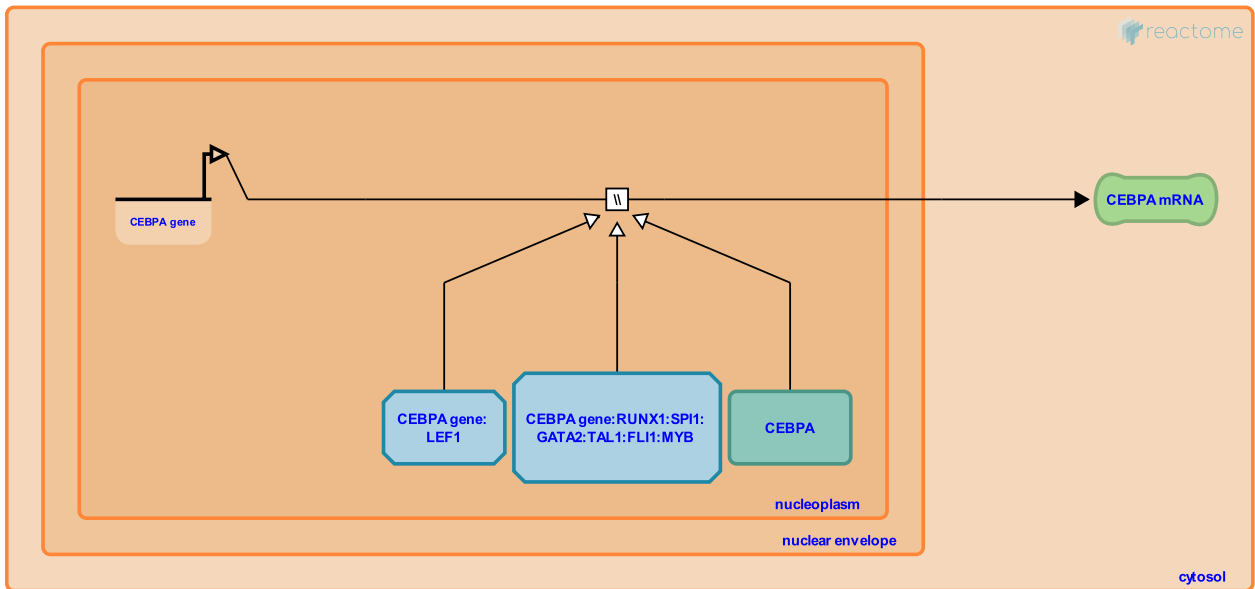 reactome
CEBPA gene
\\
CEBPA mRNA
CEBPA gene:
LEF1
CEBPA gene:RUNX1:SPI1:
GATA2:TAL1:FLI1:MYB
CEBPA
nucleoplasm
nuclear envelope
cytosol